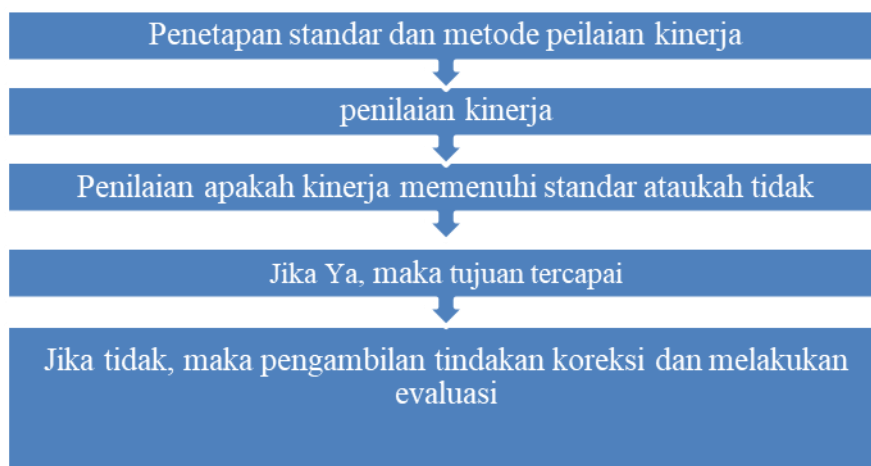 Penetapan standar dan metode peilaian kinerja
penilaian kinerja
Penilaian apakah kinerja memenuhi standar ataukah tidak
Jika Ya, maka tujuan tercapai
Jika tidak, maka pengambilan tindakan koreksi dan melakukan
evaluasi